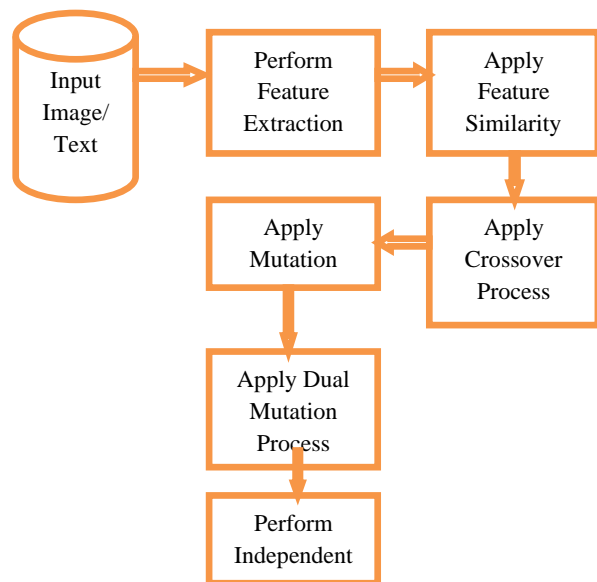 Input
Image/
Text
Perform
Feature
Extraction
Apply
Feature
Similarity
Apply
Crossover
Process
Apply
Mutation
Apply Dual
Mutation
Process
Perform
Independent